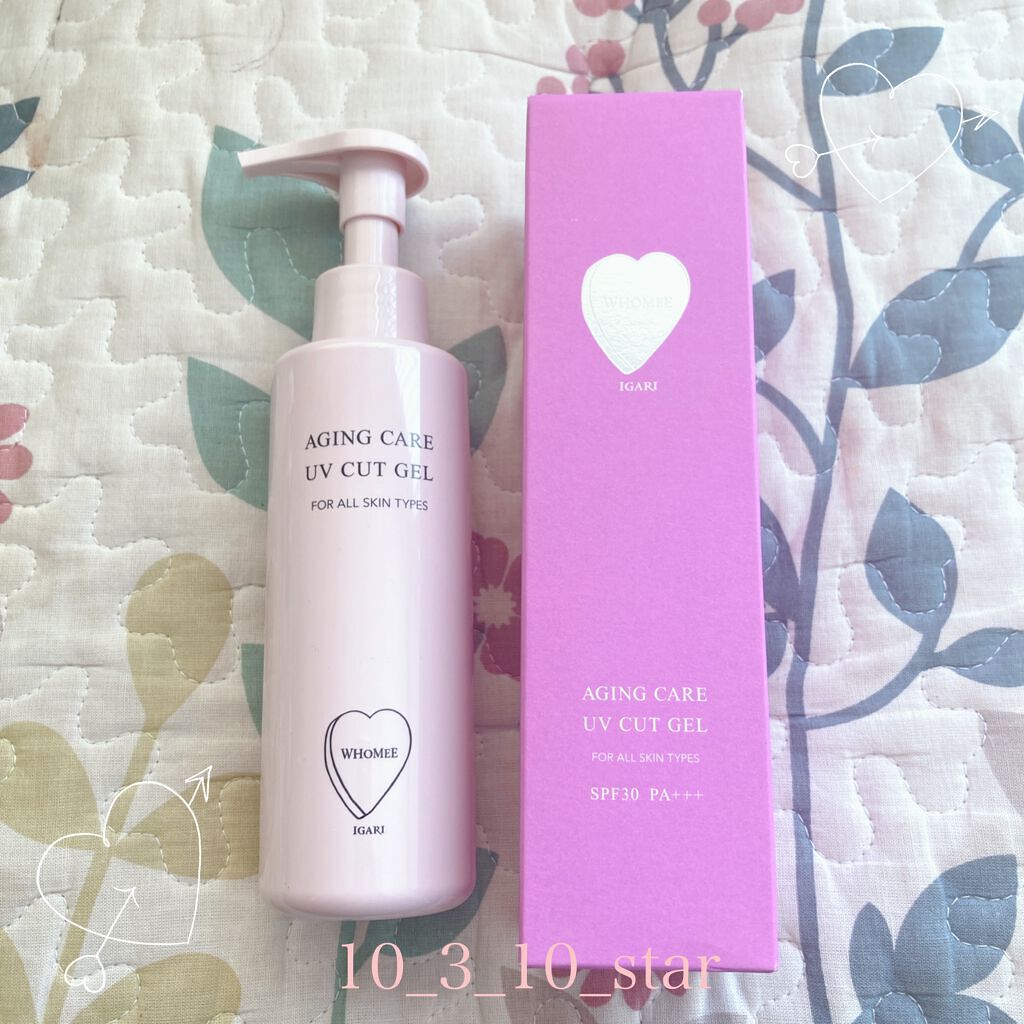 AGING CARE
UV CUT GEL
FOR ALL SKIN TYPES
WHOMEE
IGARI
WHOMEE
IGARI
AGING CARE
UV CUT GEL
FOR ALL SKIN TYPES
SPF30 PA+++
10_3_10_star